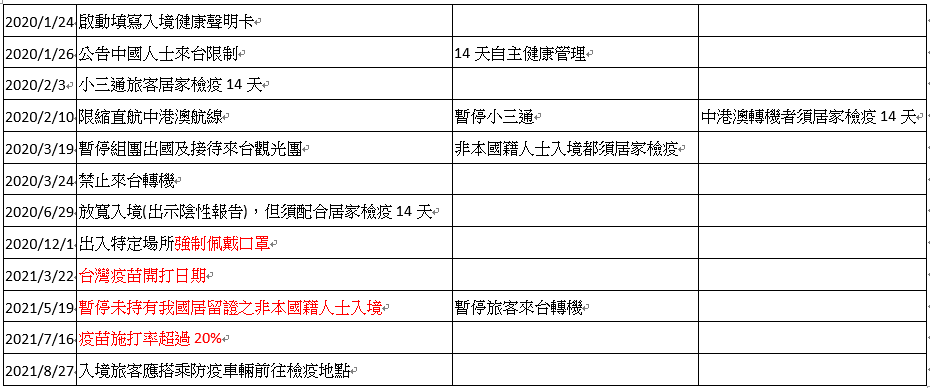 2020/1/24 啟動填寫入境健康聲明卡
2020/1/26 公告中國人士來台限制 14 天自主健康管理
2020/2/3 小三通旅客居家檢疫 14 天
2020/2/10 限縮直航中港澳航線 暫停小三通 中港澳轉機者須居家檢疫 14 天
2020/3/19 暫停組團出國及接待來台觀光團 非本國籍人士入境都須居家檢疫
2020/3/24 禁止來台轉機
2020/6/29 放寬入境(出示陰性報告)，但須配合居家檢疫 14 天
2020/12/1 出入特定場所強制佩戴口罩
2021/3/22 台灣疫苗開打日期
2021/5/19 暫停未持有我國居留證之非本國籍人士入境 暫停旅客來台轉機
2021/7/16 疫苗施打率超過 20%
2021/8/27 入境旅客應搭乘防疫車輛前往檢疫地點